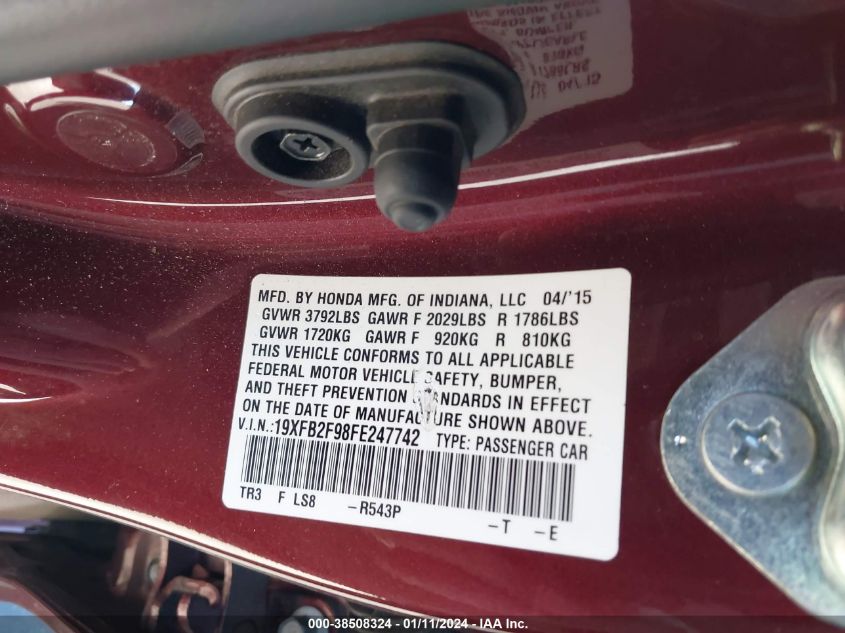 MFD. BY HONDA MFG. OF INDIANA, LLC 04/'15
GVWR 3792LBS GAWR F 2029LBS R 1786LBS
GVWR 1720KG GAWR F 920KG R 810KG
THIS VEHICLE CONFORMS TO ALL APPLICABLE
FEDERAL MOTOR VEHICLE SAFETY, BUMPER,
AND THEFT PREVENTION STANDARDS IN EFFECT
ON THE DATE OF MANUFACTURE SHOWN ABOVE.
V.I.N.:19XFB2F98FE247742 TYPE: PASSENGER CAR
TR3 F LS8 -R543P
-T -E
000-38508324 - 01/11/2024 - IAA Inc.